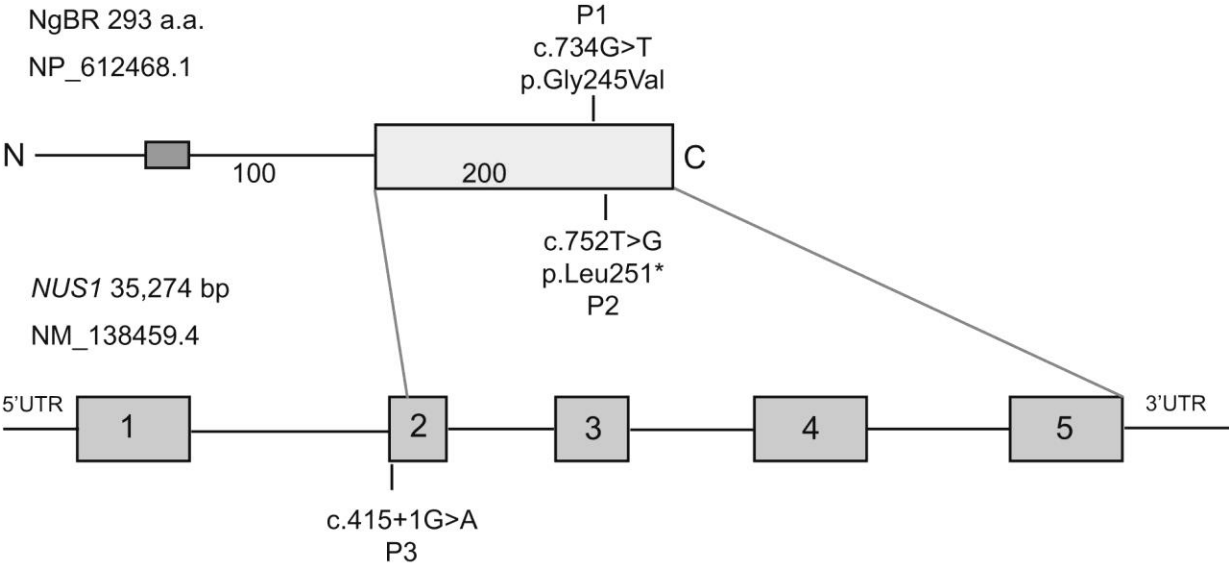 NgBR 293 a.a.
NP_612468.1
P1
c.734G>T
p.Gly245Val
N
100
200
C
c.752T>G
p.Leu251*
P2
NUS1 35,274 bp
NM_138459.4
5'UTR
1
2
3
4
5
3'UTR
c.415+1G>A
P3